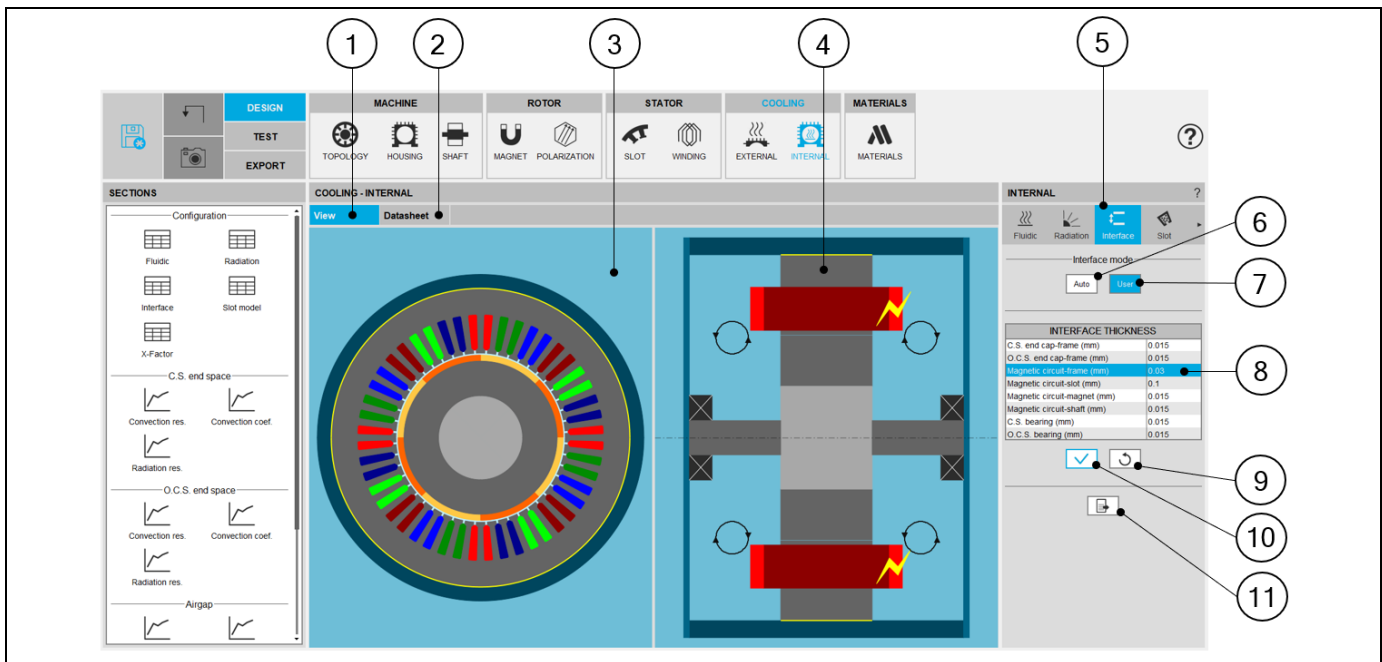 1 2 3 4 5
DESIGN
TEST
EXPORT
MACHINE ROTOR STATOR COOLING MATERIALS
TOPOLOGY HOUSING SHAFT MAGNET POLARIZATION SLOT WINDING EXTERNAL INTERNAL MATERIALS
?
SECTIONS
Configuration
Fluidic Radiation
Interface Slot model
X-Factor
C.S. end space
Convection res. Convection coef.
Radiation res.
O.C.S. end space
Convection res. Convection coef.
Radiation res.
Airgap
COOLING - INTERNAL
View Datasheet
INTERNAL ?
Fluidic Radiation Interface Slot
Interface mode
Auto User
INTERFACE THICKNESS
C.S. end cap-frame (mm) 0.015
O.C.S. end cap-frame (mm) 0.015
Magnetic circuit-frame (mm) 0.03
Magnetic circuit-slot (mm) 0.1
Magnetic circuit-magnet (mm) 0.015
Magnetic circuit-shaft (mm) 0.015
C.S. bearing (mm) 0.015
O.C.S. bearing (mm) 0.015
6
7
8
9
10
11